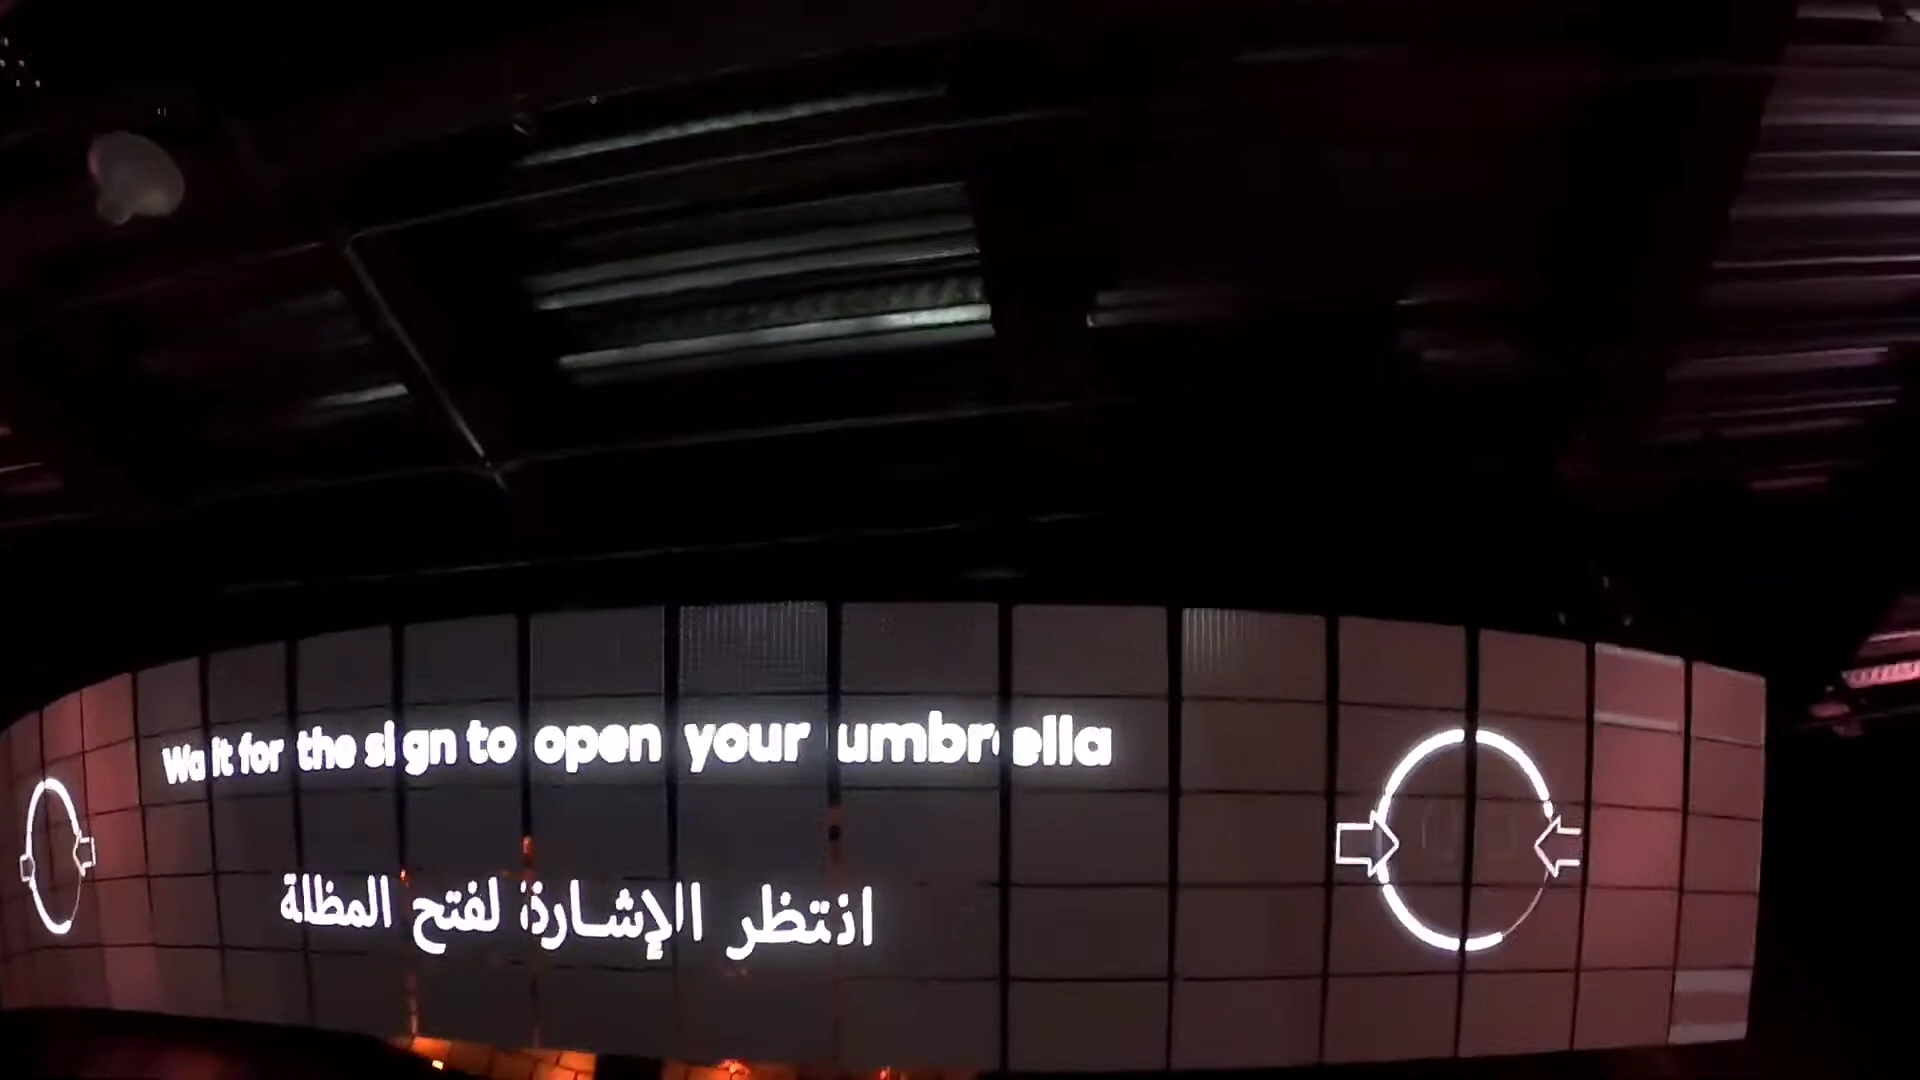 Wait for the sign to open your umbrella
انتظر الإشارة لفتح المظلة